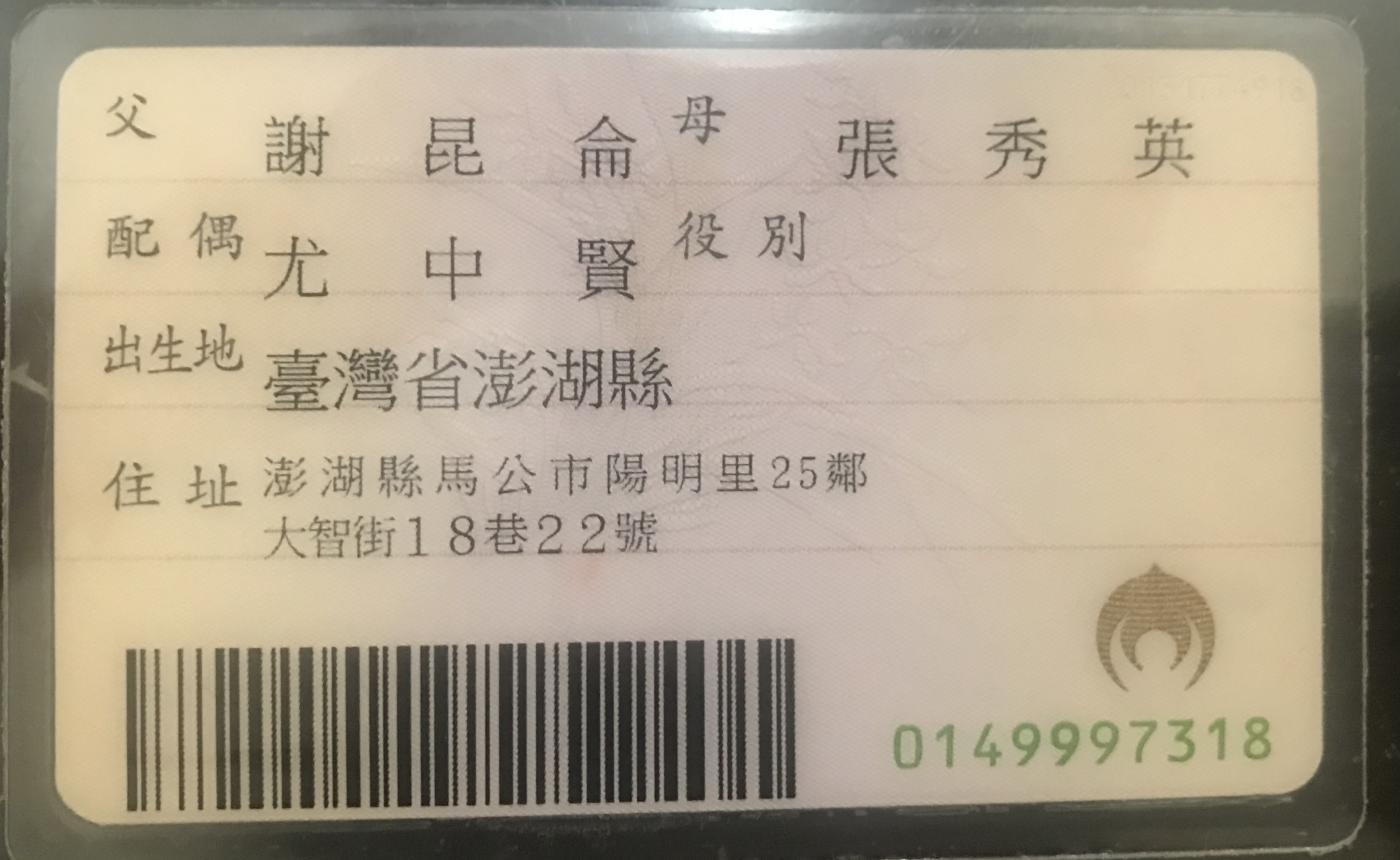 父 謝昆侖 母 張秀英
配偶 尤中賢 役別
出生地 臺灣省澎湖縣
住址 澎湖縣馬公市陽明里25鄰
大智街18巷22號
0149997318